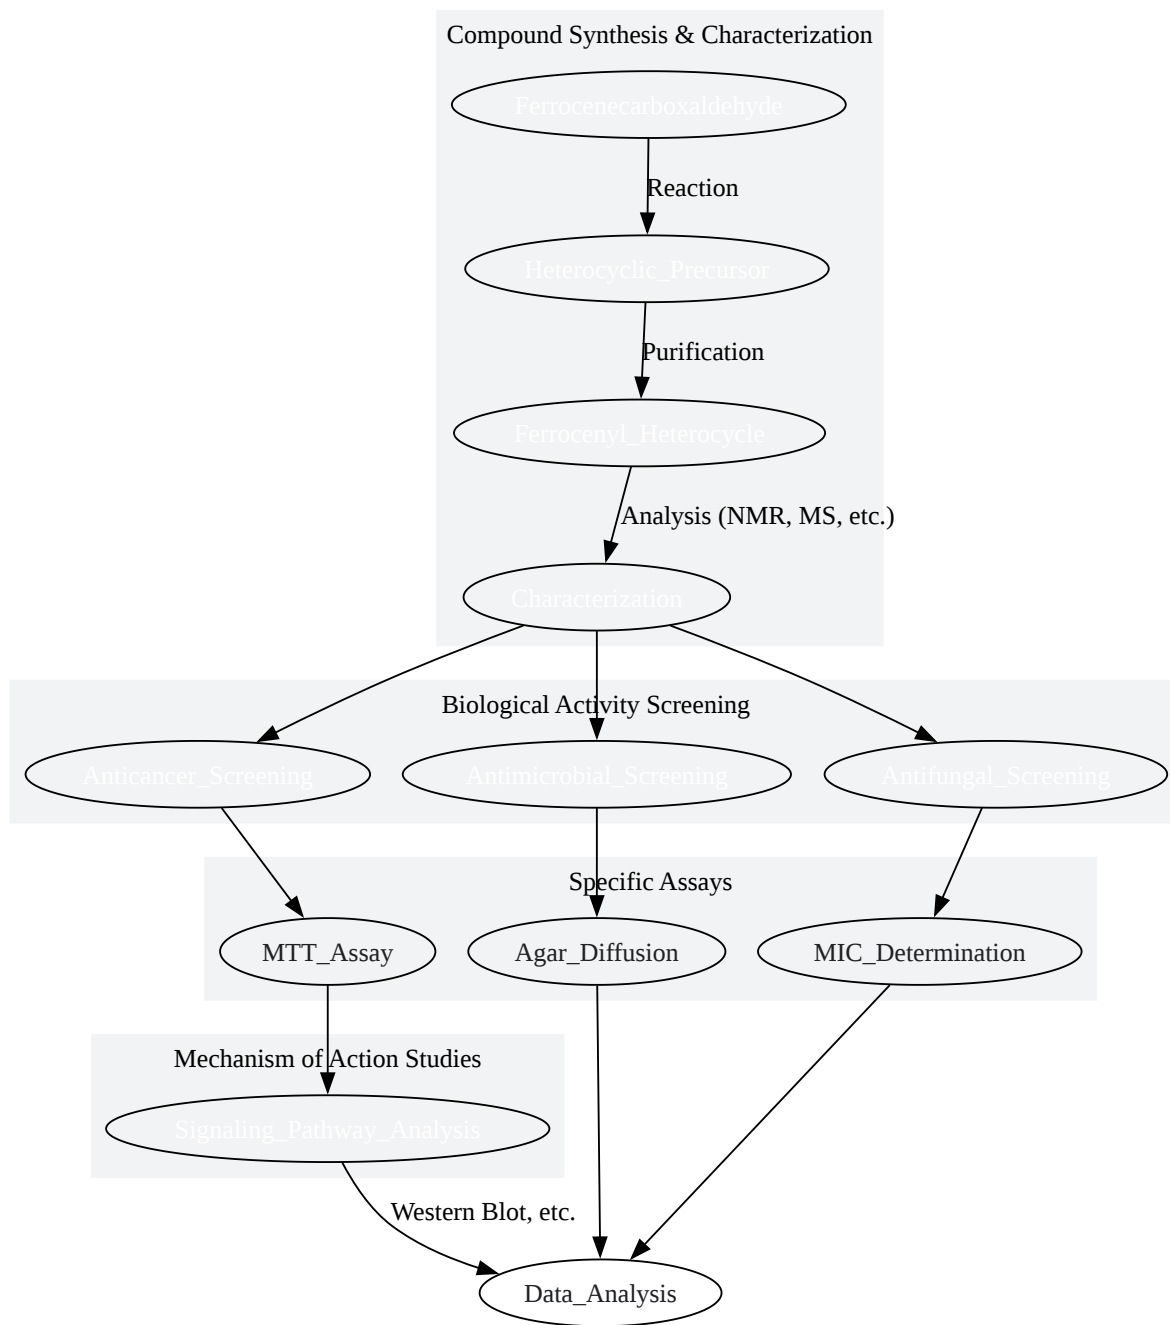 Compound Synthesis & Characterization
Ferrocenecarboxaldehyde
Reaction
Heterocyclic_Precursor
Purification
Ferrocenyl_Heterocycle
Analysis (NMR, MS, etc.)
Characterization
Biological Activity Screening
Anticancer_Screening
Antimicrobial_Screening
Antifungal_Screening
Specific Assays
MTT_Assay
Agar_Diffusion
MIC_Determination
Mechanism of Action Studies
Signaling_Pathway_Analysis
Western Blot, etc.
Data_Analysis